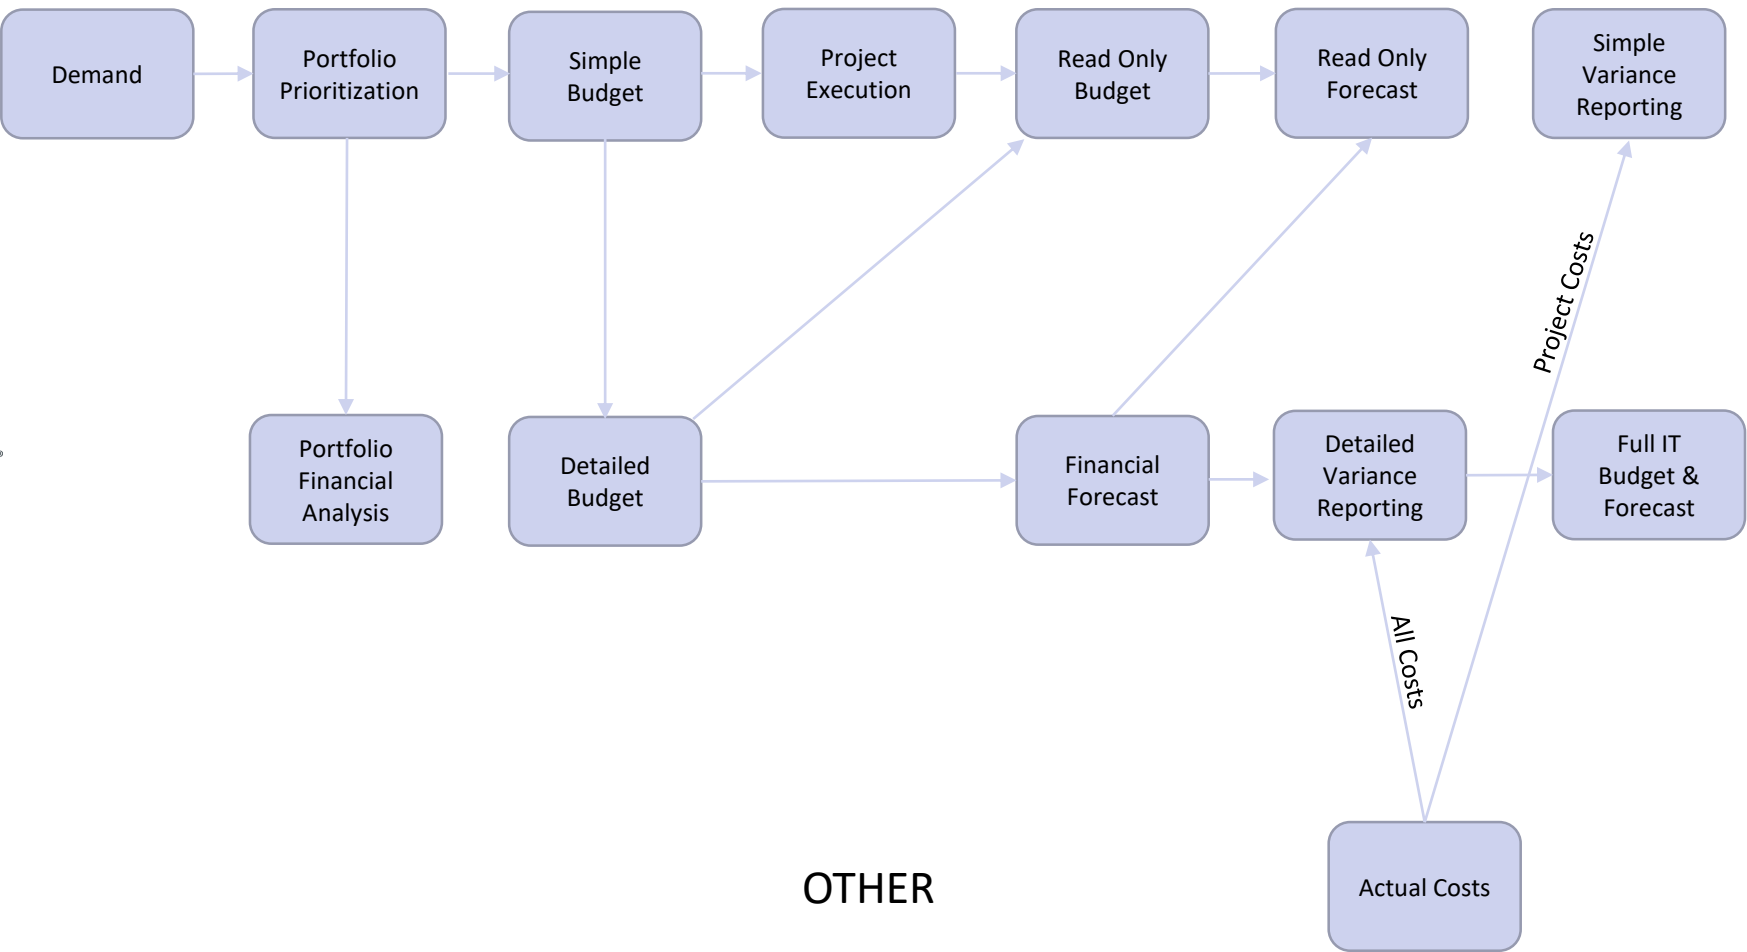 Demand
Portfolio
Prioritization
Simple
Budget
Project
Execution
Read Only
Budget
Read Only
Forecast
Simple
Variance
Reporting
Project Costs
Portfolio
Financial
Analysis
Detailed
Budget
Financial
Forecast
Detailed
Variance
Reporting
Full IT
Budget &
Forecast
All Costs
OTHER
Actual Costs